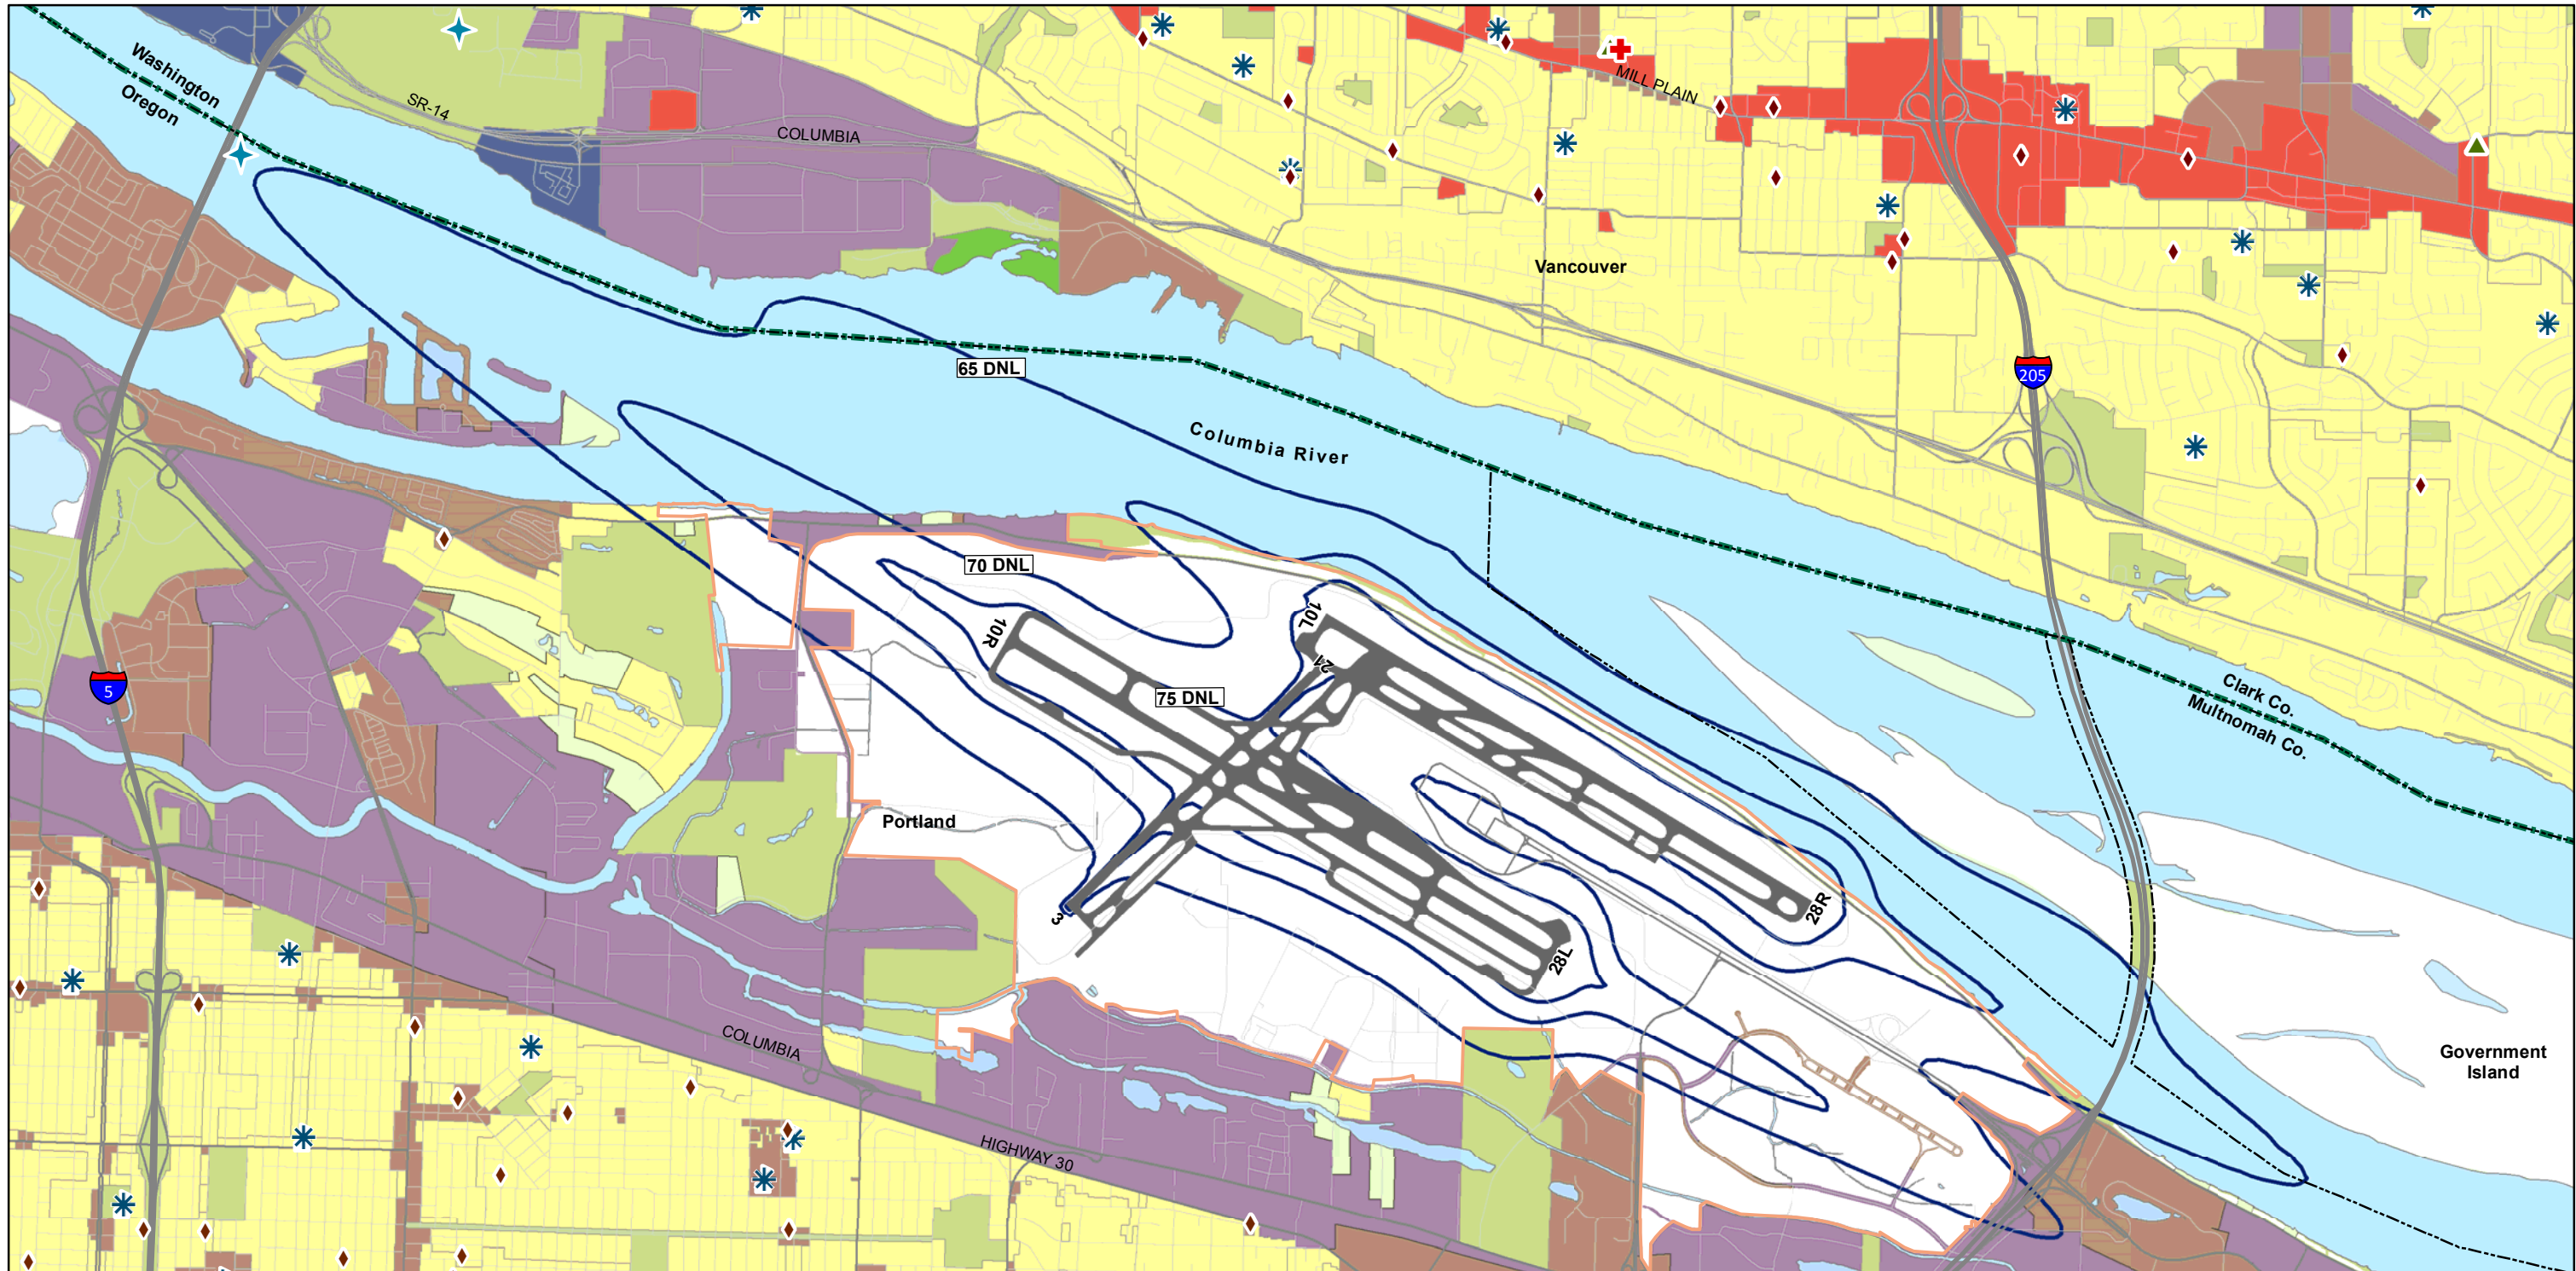 Washington
Oregon
SR-14
COLUMBIA
MILL PLAIN
Vancouver
65 DNL
205
Columbia River
70 DNL
10R
10L
21
75 DNL
5
Clark Co.
Multnomah Co.
Portland
3
28R
28L
COLUMBIA
HIGHWAY 30
Government
Island